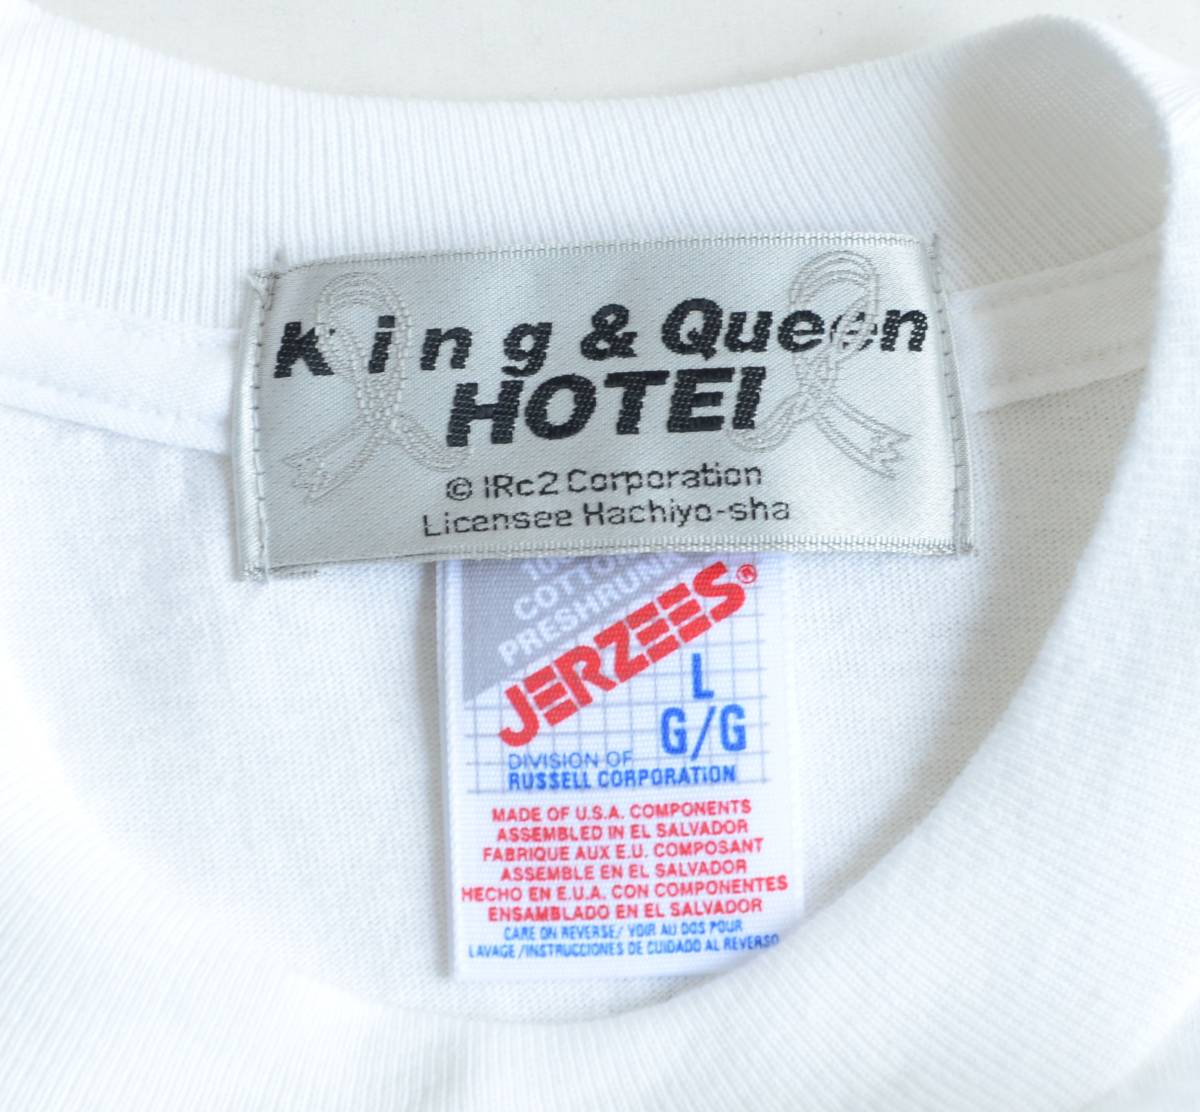 King & Queen
HOTEI
© IRc2 Corporation
Licensee Hachiyo-sha
COTTON
PRESHRUNK
JERZEES®
L
G/G
DIVISION OF
RUSSELL CORPORATION
MADE OF U.S.A. COMPONENTS
ASSEMBLED IN EL SALVADOR
FABRIQUE AUX E.U. COMPOSANT
ASSEMBLE EN EL SALVADOR
HECHO EN E.U.A. CON COMPONENTES
ENSAMBLADO EN EL SALVADOR
CARE ON REVERSE/ VOIR AU DOS POUR
LAVAGE/INSTRUCCIONES DE CUIDADO AL REVERSO